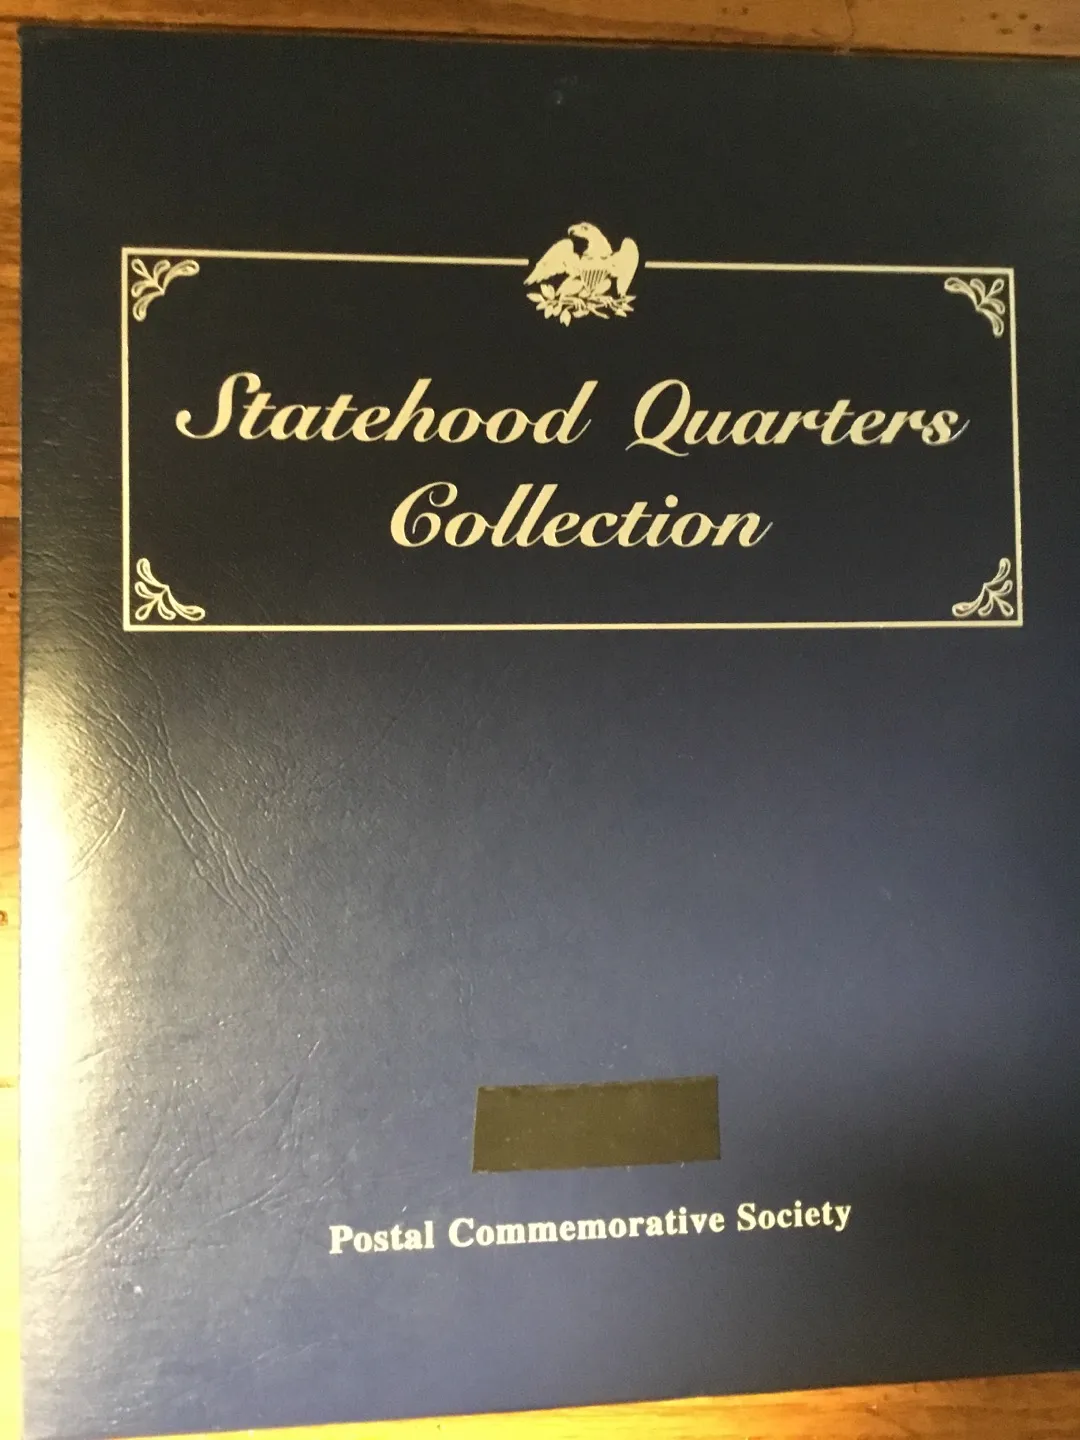 Statehood Quarters
Collection
Postal Commemorative Society